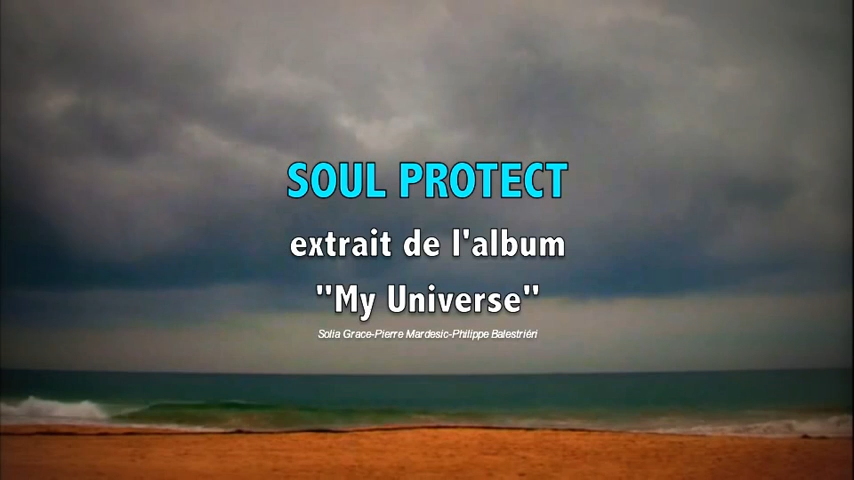 SOUL PROTECT
extrait de l'album
"My Universe"
Solia Grace-Pierre Mardesic-Philippe Balestriéri